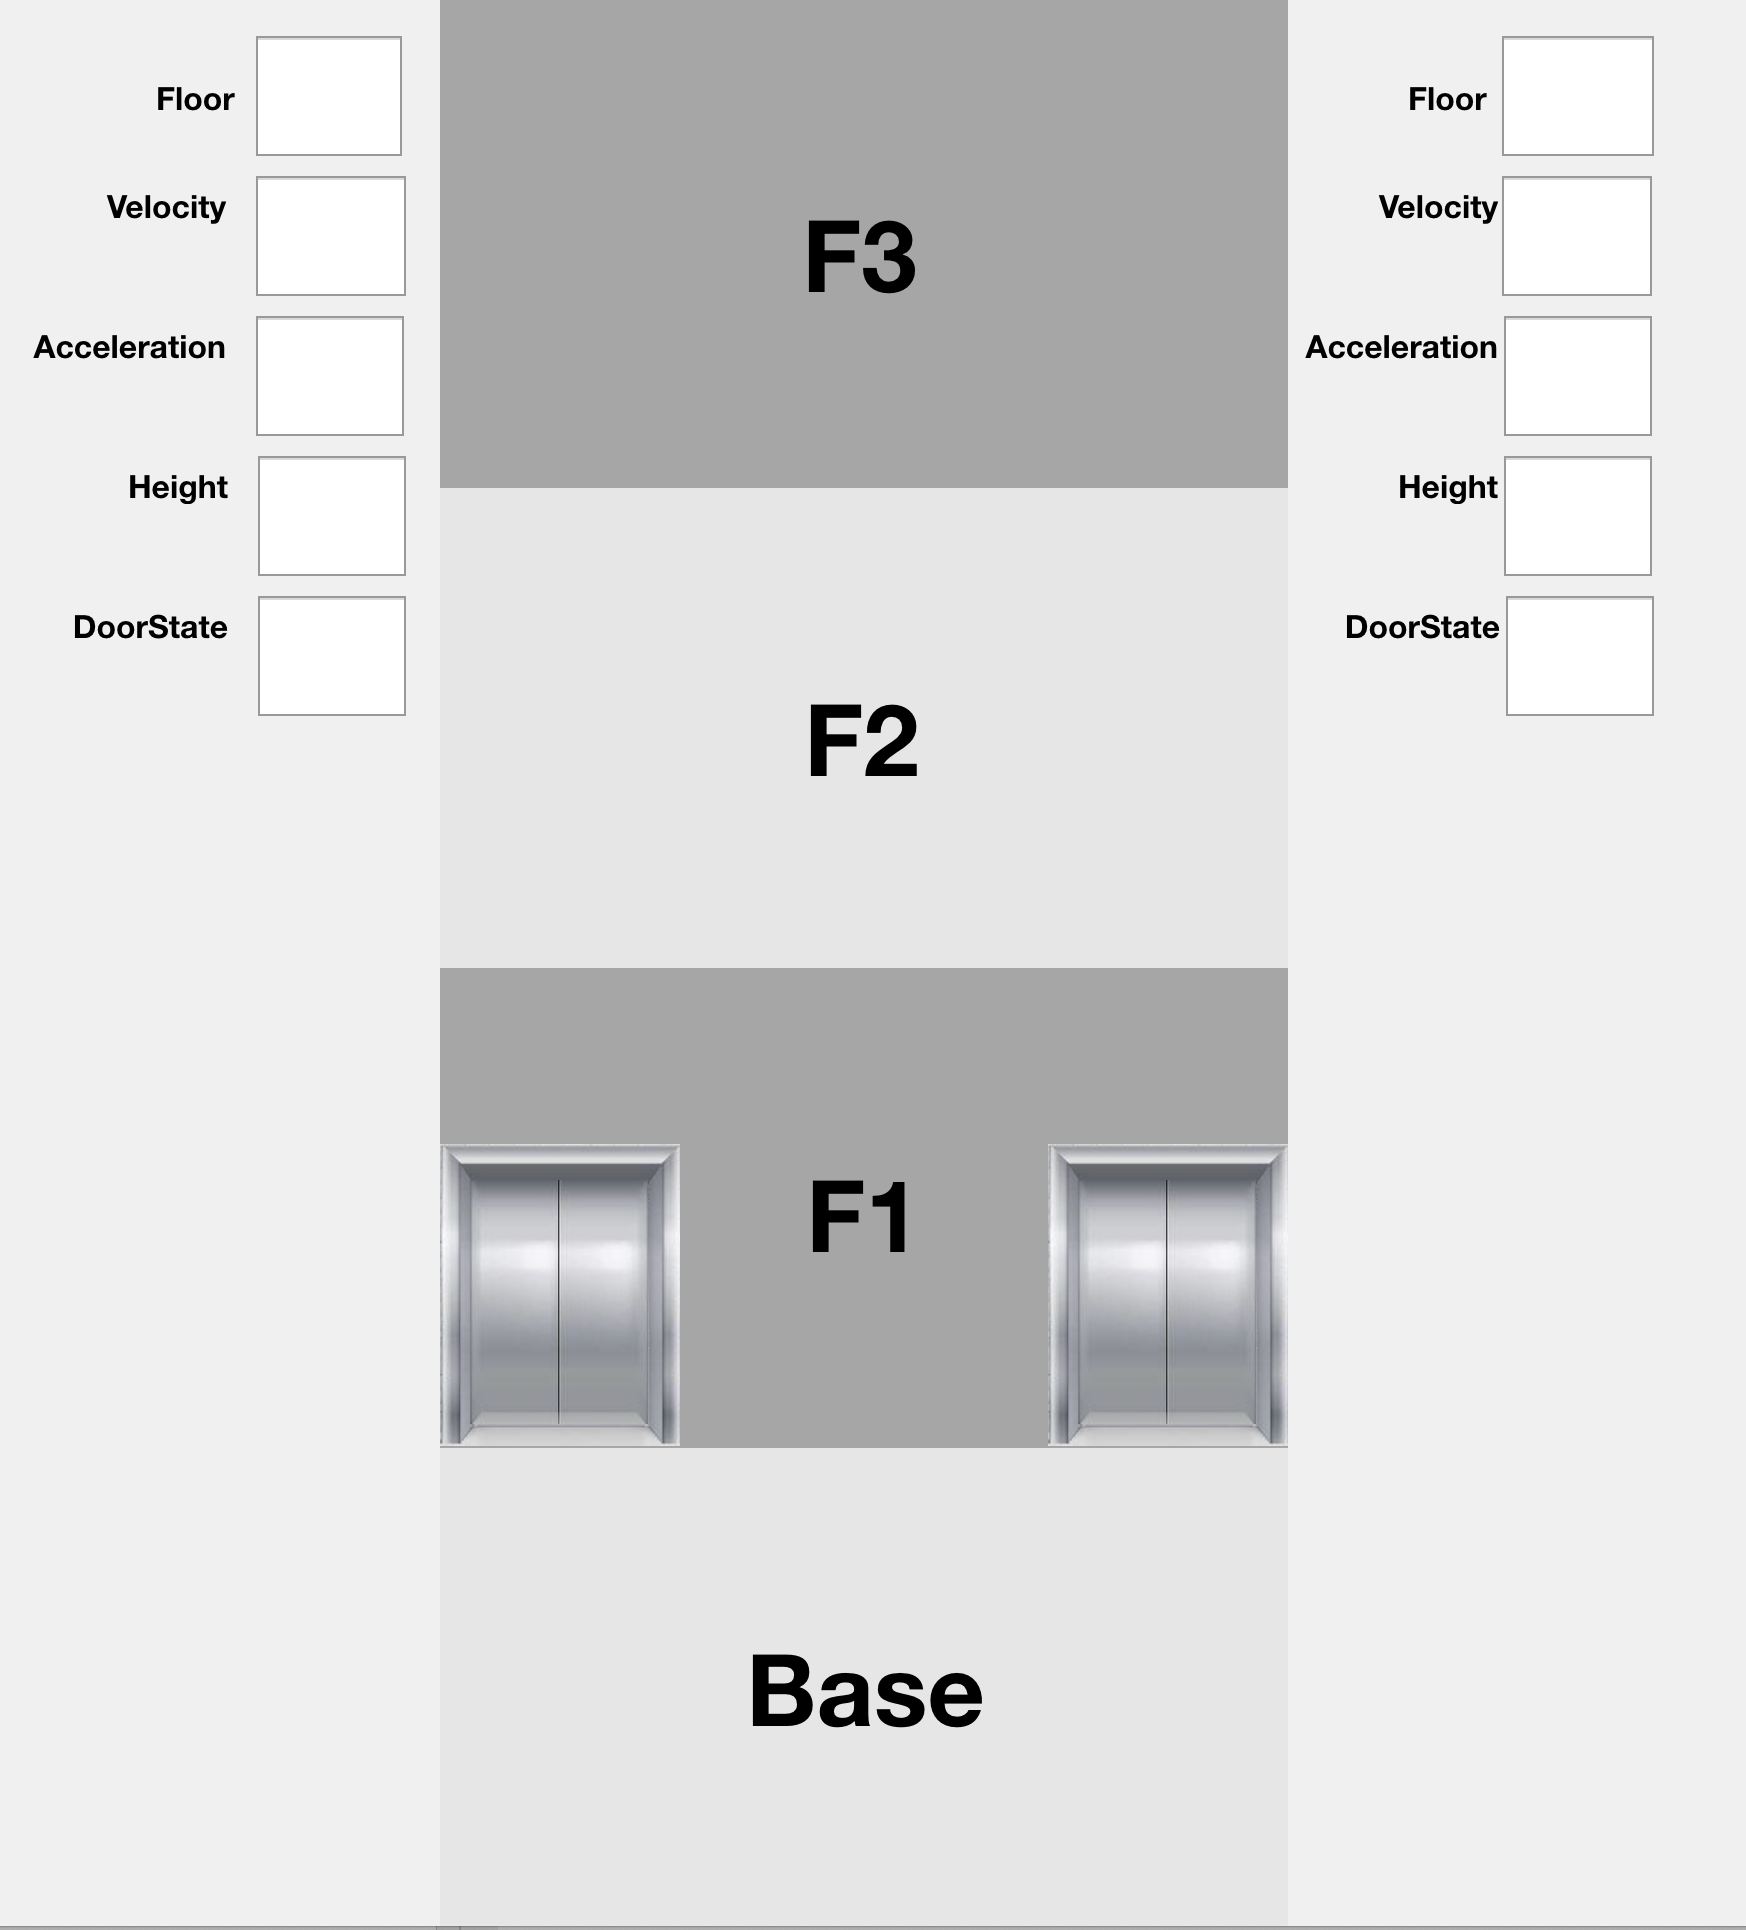 Floor
Velocity
Acceleration
Height
DoorState
F3
F2
F1
Base
Floor
Velocity
Acceleration
Height
DoorState